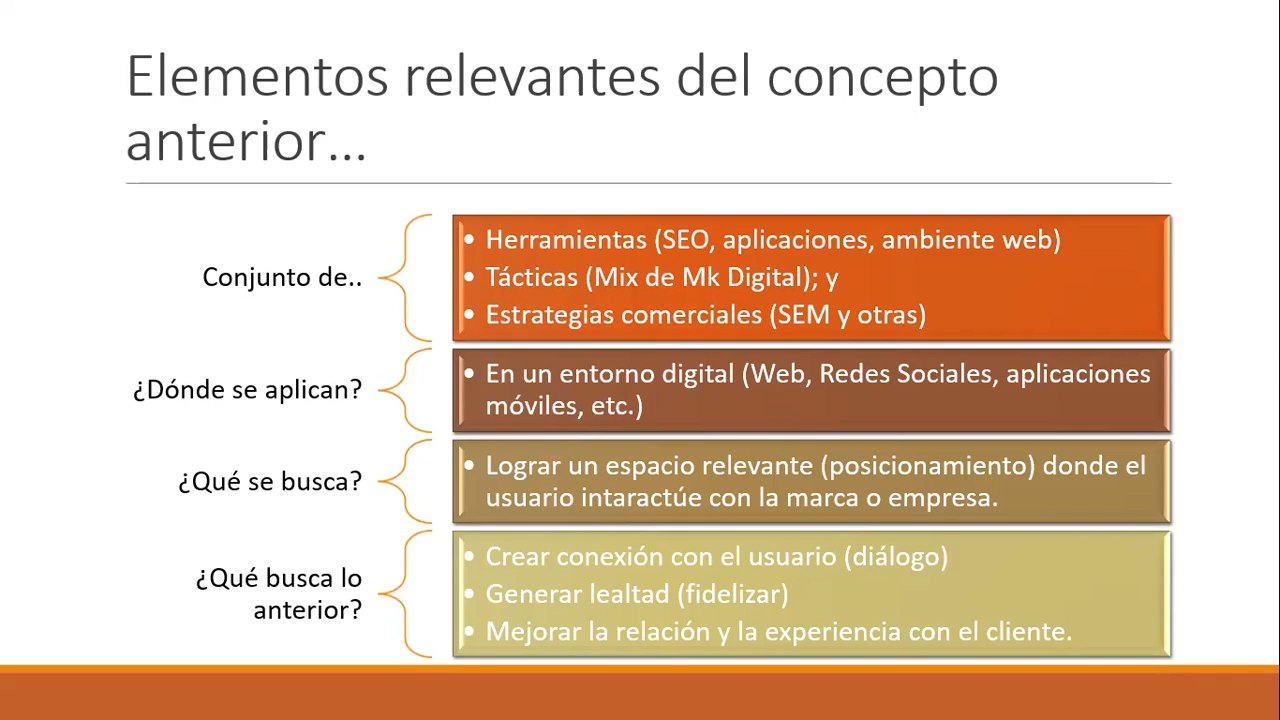 Elementos relevantes del concepto
anterior...
Conjunto de..
• Herramientas (SEO, aplicaciones, ambiente web)
• Tácticas (Mix de Mk Digital); y
• Estrategias comerciales (SEM y otras)
¿Dónde se aplican?
• En un entorno digital (Web, Redes Sociales, aplicaciones
móviles, etc.)
¿Qué se busca?
• Lograr un espacio relevante (posicionamiento) donde el
usuario intaractúe con la marca o empresa.
¿Qué busca lo
anterior?
• Crear conexión con el usuario (diálogo)
• Generar lealtad (fidelizar)
• Mejorar la relación y la experiencia con el cliente.